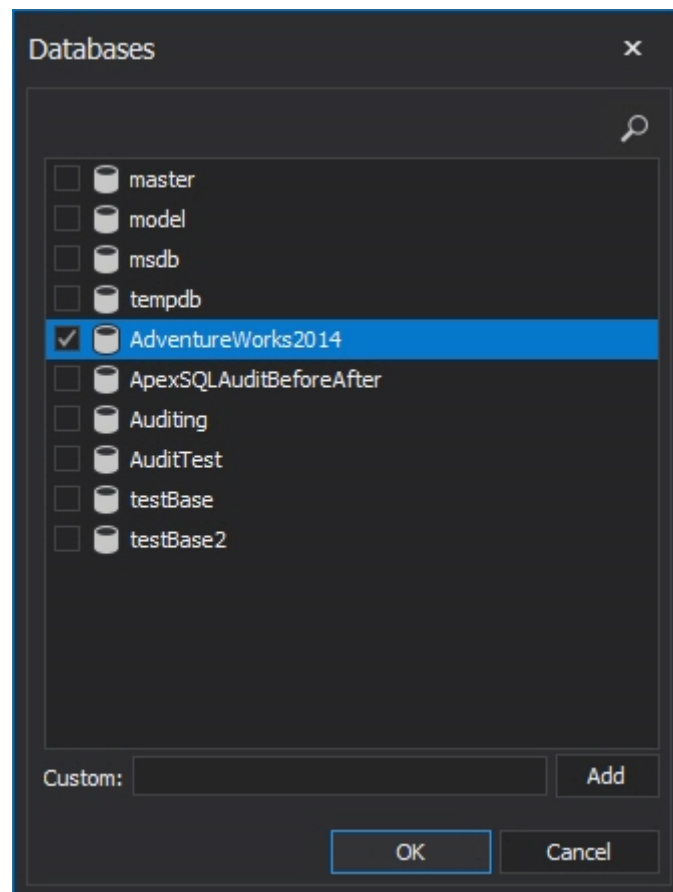 Databases
master
model
msdb
tempdb
AdventureWorks2014
ApexSQLAuditBeforeAfter
Auditing
AuditTest
testBase
testBase2
Custom: Add
OK Cancel